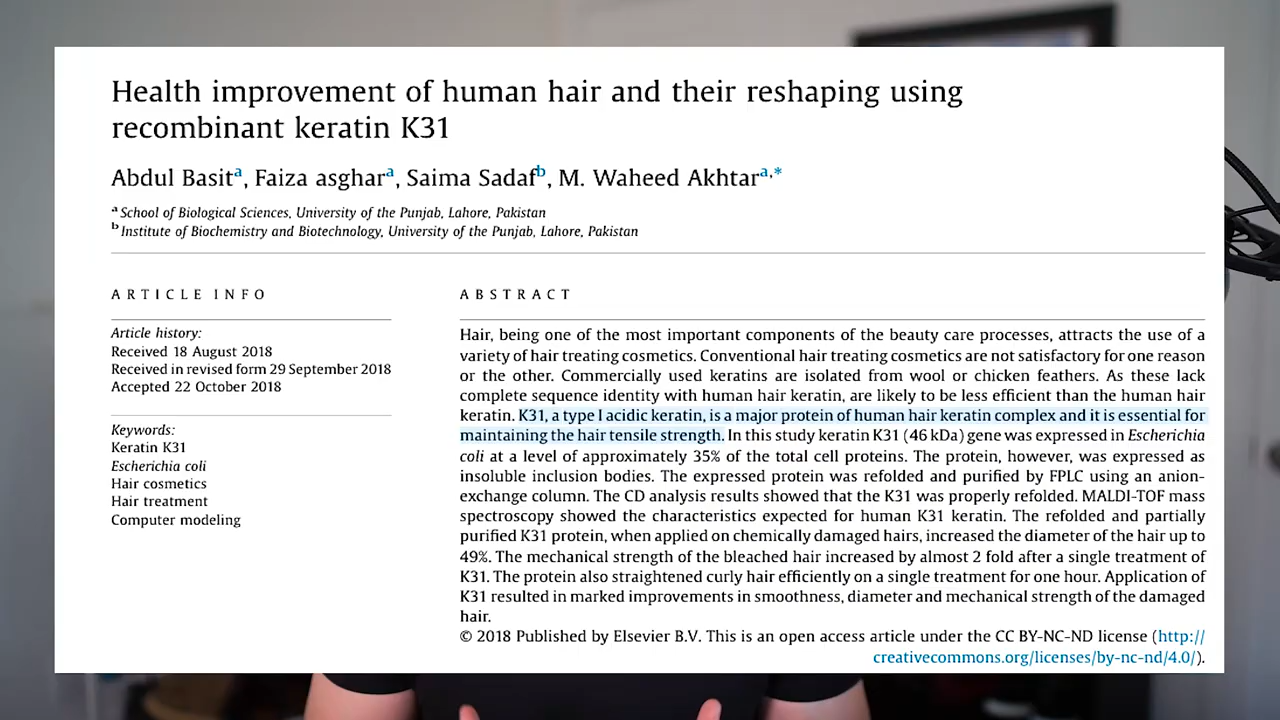 Health improvement of human hair and their reshaping using
recombinant keratin K31
Abdul Basitᵃ, Faiza asgharᵃ, Saima Sadafᵇ, M. Waheed Akhtarᵃ,*
ᵃ School of Biological Sciences, University of the Punjab, Lahore, Pakistan
ᵇ Institute of Biochemistry and Biotechnology, University of the Punjab, Lahore, Pakistan
ARTICLE INFO
Article history:
Received 18 August 2018
Received in revised form 29 September 2018
Accepted 22 October 2018
Keywords:
Keratin K31
Escherichia coli
Hair cosmetics
Hair treatment
Computer modeling
ABSTRACT
Hair, being one of the most important components of the beauty care processes, attracts the use of a
variety of hair treating cosmetics. Conventional hair treating cosmetics are not satisfactory for one reason
or the other. Commercially used keratins are isolated from wool or chicken feathers. As these lack
complete sequence identity with human hair keratin, are likely to be less efficient than the human hair
keratin. K31, a type I acidic keratin, is a major protein of human hair keratin complex and it is essential for
maintaining the hair tensile strength. In this study keratin K31 (46 kDa) gene was expressed in Escherichia
coli at a level of approximately 35% of the total cell proteins. The protein, however, was expressed as
insoluble inclusion bodies. The expressed protein was refolded and purified by FPLC using an anion-
exchange column. The CD analysis results showed that the K31 was properly refolded. MALDI-TOF mass
spectroscopy showed the characteristics expected for human K31 keratin. The refolded and partially
purified K31 protein, when applied on chemically damaged hairs, increased the diameter of the hair up to
49%. The mechanical strength of the bleached hair increased by almost 2 fold after a single treatment of
K31. The protein also straightened curly hair efficiently on a single treatment for one hour. Application of
K31 resulted in marked improvements in smoothness, diameter and mechanical strength of the damaged
hair.
© 2018 Published by Elsevier B.V. This is an open access article under the CC BY-NC-ND license (http://
creativecommons.org/licenses/by-nc-nd/4.0/).